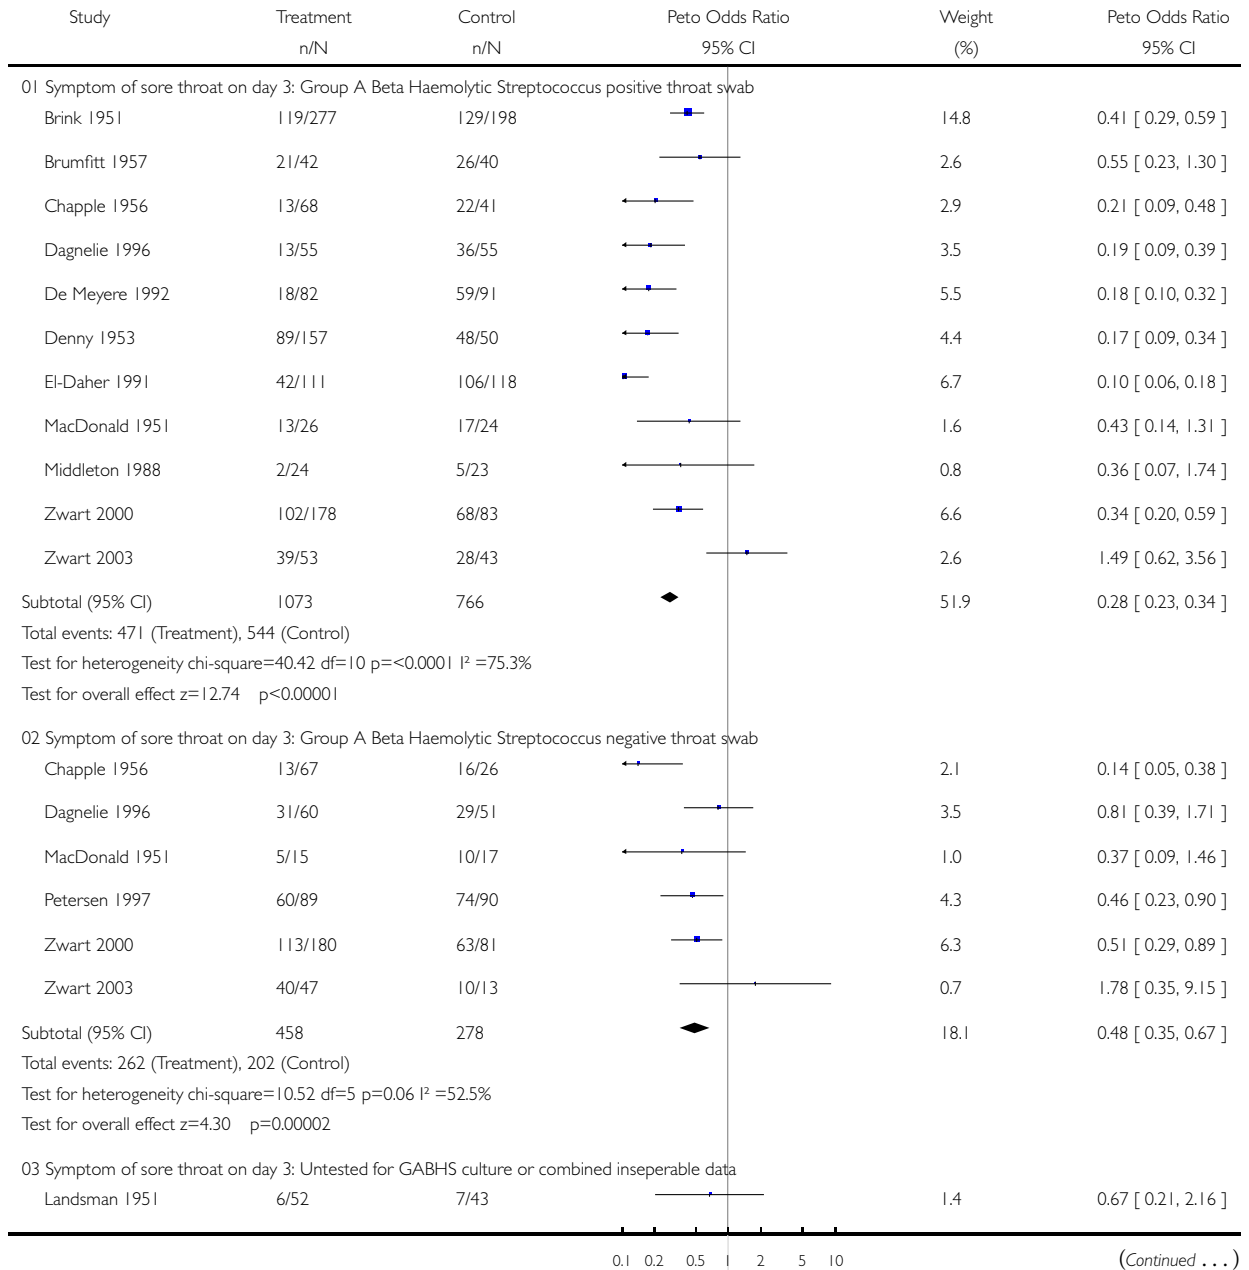 Study Treatment Control Peto Odds Ratio Weight Peto Odds Ratio
n/N n/N 95% CI (%) 95% CI
01 Symptom of sore throat on day 3: Group A Beta Haemolytic Streptococcus positive throat swab
Brink 1951 119/277 129/198 14.8 0.41 [ 0.29, 0.59 ]
Brumfitt 1957 21/42 26/40 2.6 0.55 [ 0.23, 1.30 ]
Chapple 1956 13/68 22/41 2.9 0.21 [ 0.09, 0.48 ]
Dagnelie 1996 13/55 36/55 3.5 0.19 [ 0.09, 0.39 ]
De Meyere 1992 18/82 59/91 5.5 0.18 [ 0.10, 0.32 ]
Denny 1953 89/157 48/50 4.4 0.17 [ 0.09, 0.34 ]
El-Daher 1991 42/111 106/118 6.7 0.10 [ 0.06, 0.18 ]
MacDonald 1951 13/26 17/24 1.6 0.43 [ 0.14, 1.31 ]
Middleton 1988 2/24 5/23 0.8 0.36 [ 0.07, 1.74 ]
Zwart 2000 102/178 68/83 6.6 0.34 [ 0.20, 0.59 ]
Zwart 2003 39/53 28/43 2.6 1.49 [ 0.62, 3.56 ]
Subtotal (95% CI) 1073 766 51.9 0.28 [ 0.23, 0.34 ]
Total events: 471 (Treatment), 544 (Control)
Test for heterogeneity chi-square=40.42 df=10 p=<0.0001 I² =75.3%
Test for overall effect z=12.74 p<0.00001
02 Symptom of sore throat on day 3: Group A Beta Haemolytic Streptococcus negative throat swab
Chapple 1956 13/67 16/26 2.1 0.14 [ 0.05, 0.38 ]
Dagnelie 1996 31/60 29/51 3.5 0.81 [ 0.39, 1.71 ]
MacDonald 1951 5/15 10/17 1.0 0.37 [ 0.09, 1.46 ]
Petersen 1997 60/89 74/90 4.3 0.46 [ 0.23, 0.90 ]
Zwart 2000 113/180 63/81 6.3 0.51 [ 0.29, 0.89 ]
Zwart 2003 40/47 10/13 0.7 1.78 [ 0.35, 9.15 ]
Subtotal (95% CI) 458 278 18.1 0.48 [ 0.35, 0.67 ]
Total events: 262 (Treatment), 202 (Control)
Test for heterogeneity chi-square=10.52 df=5 p=0.06 I² =52.5%
Test for overall effect z=4.30 p=0.00002
03 Symptom of sore throat on day 3: Untested for GABHS culture or combined inseperable data
Landsman 1951 6/52 7/43 1.4 0.67 [ 0.21, 2.16 ]
0.1 0.2 0.5 1 2 5 10
(Continued . . . )